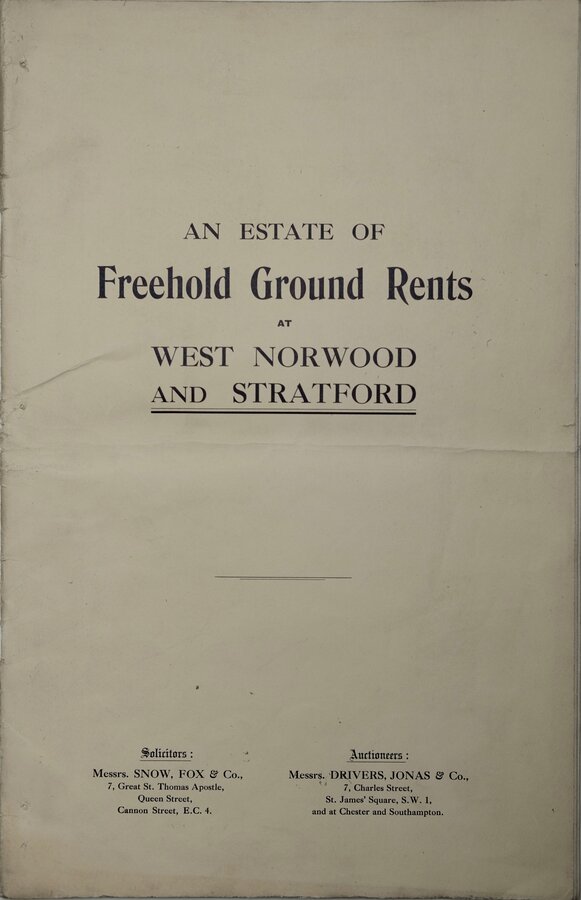 AN ESTATE OF
Freehold Ground Rents
AT
WEST NORWOOD
AND STRATFORD
Solicitors :
Messrs. SNOW, FOX & Co.,
7, Great St. Thomas Apostle,
Queen Street,
Cannon Street, E.C. 4.
Auctioneers :
Messrs. DRIVERS, JONAS & Co.,
7, Charles Street,
St. James' Square, S.W. 1,
and at Chester and Southampton.